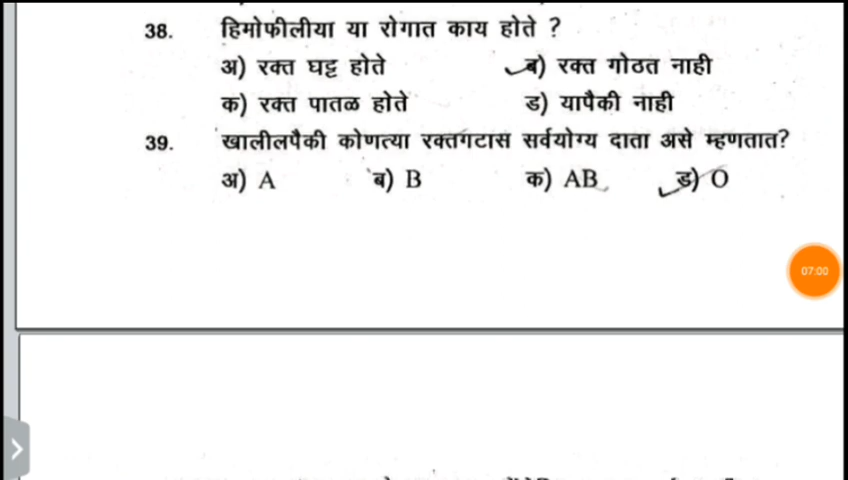 38. हिमोफीलीया या रोगात काय होते ?
अ) रक्त घट्ट होते ब) रक्त गोठत नाही
क) रक्त पातळ होते ड) यापैकी नाही
39. खालीलपैकी कोणत्या रक्तगटास सर्वयोग्य दाता असे म्हणतात?
अ) A ब) B क) AB ड) O
07:00